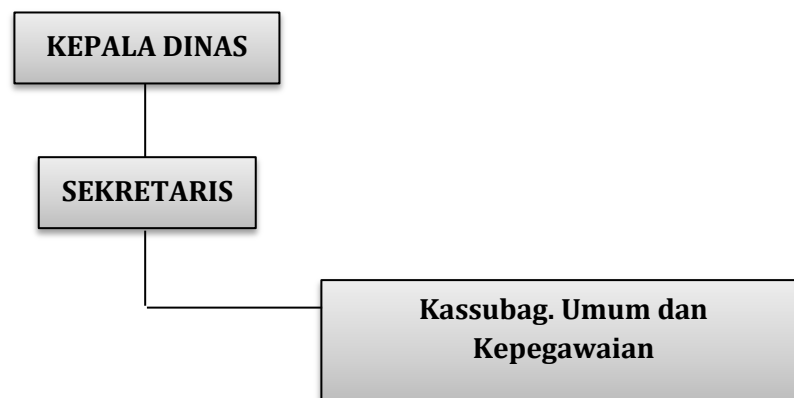 KEPALA DINAS
SEKRETARIS
Kassubag. Umum dan
Kepegawaian